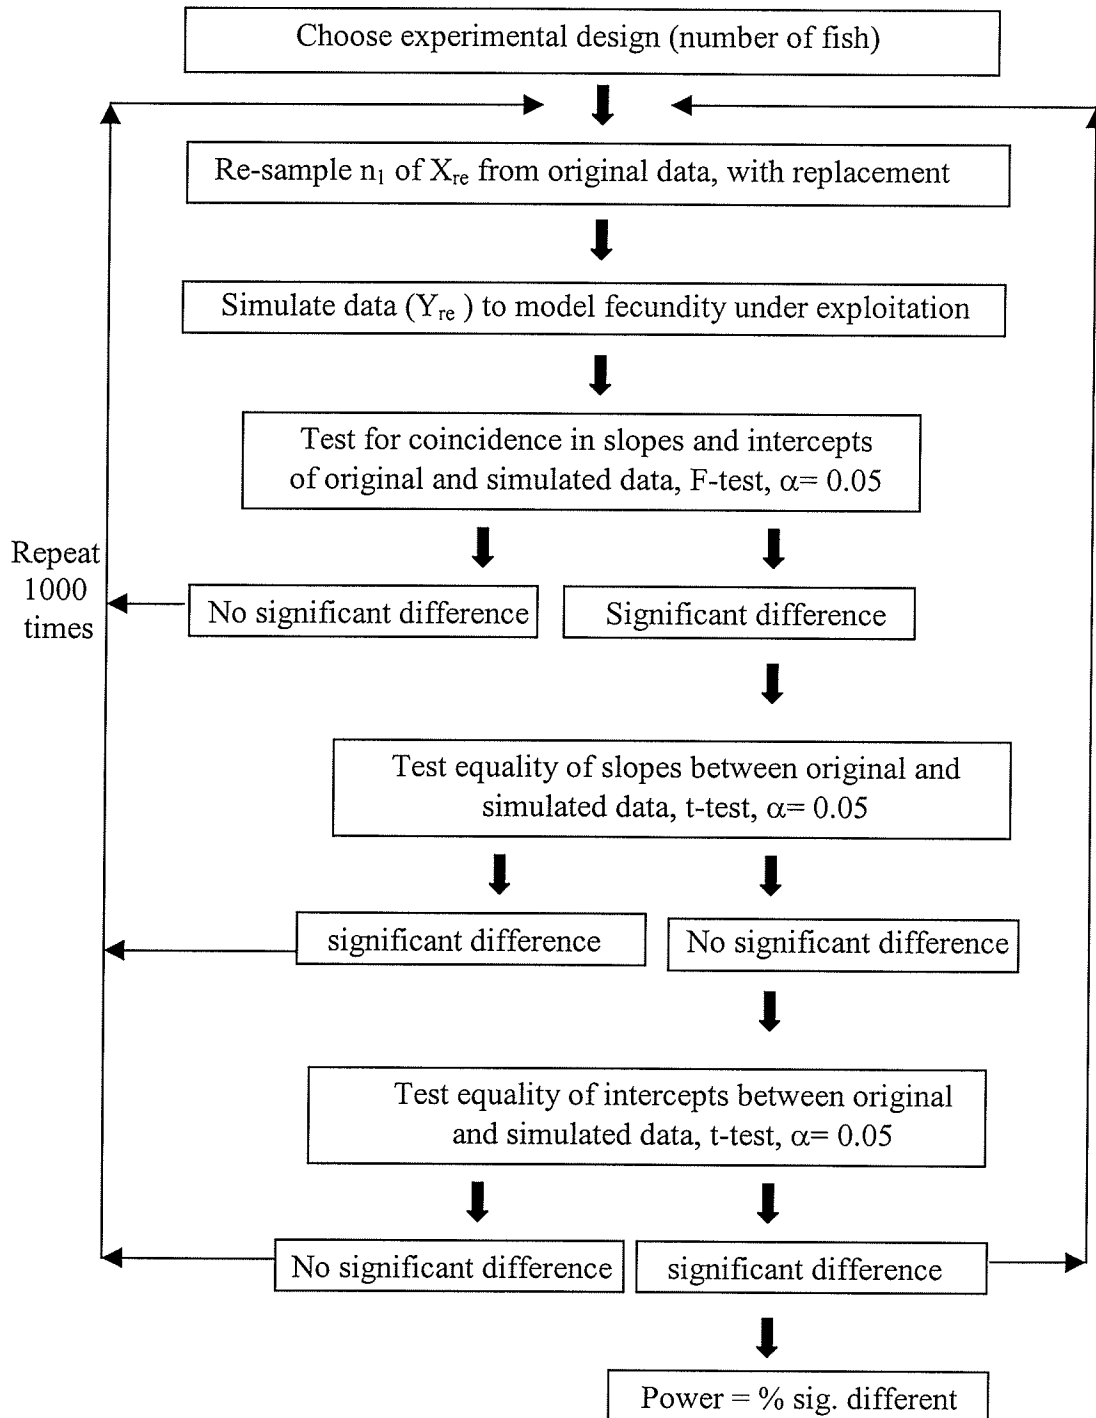 Choose experimental design (number of fish)
Re-sample n₁ of Xre from original data, with replacement
Simulate data (Yre ) to model fecundity under exploitation
Test for coincidence in slopes and intercepts
of original and simulated data, F-test, α= 0.05
Repeat
1000
times
No significant difference
Significant difference
Test equality of slopes between original and
simulated data, t-test, α= 0.05
significant difference
No significant difference
Test equality of intercepts between original
and simulated data, t-test, α= 0.05
No significant difference
significant difference
Power = % sig. different